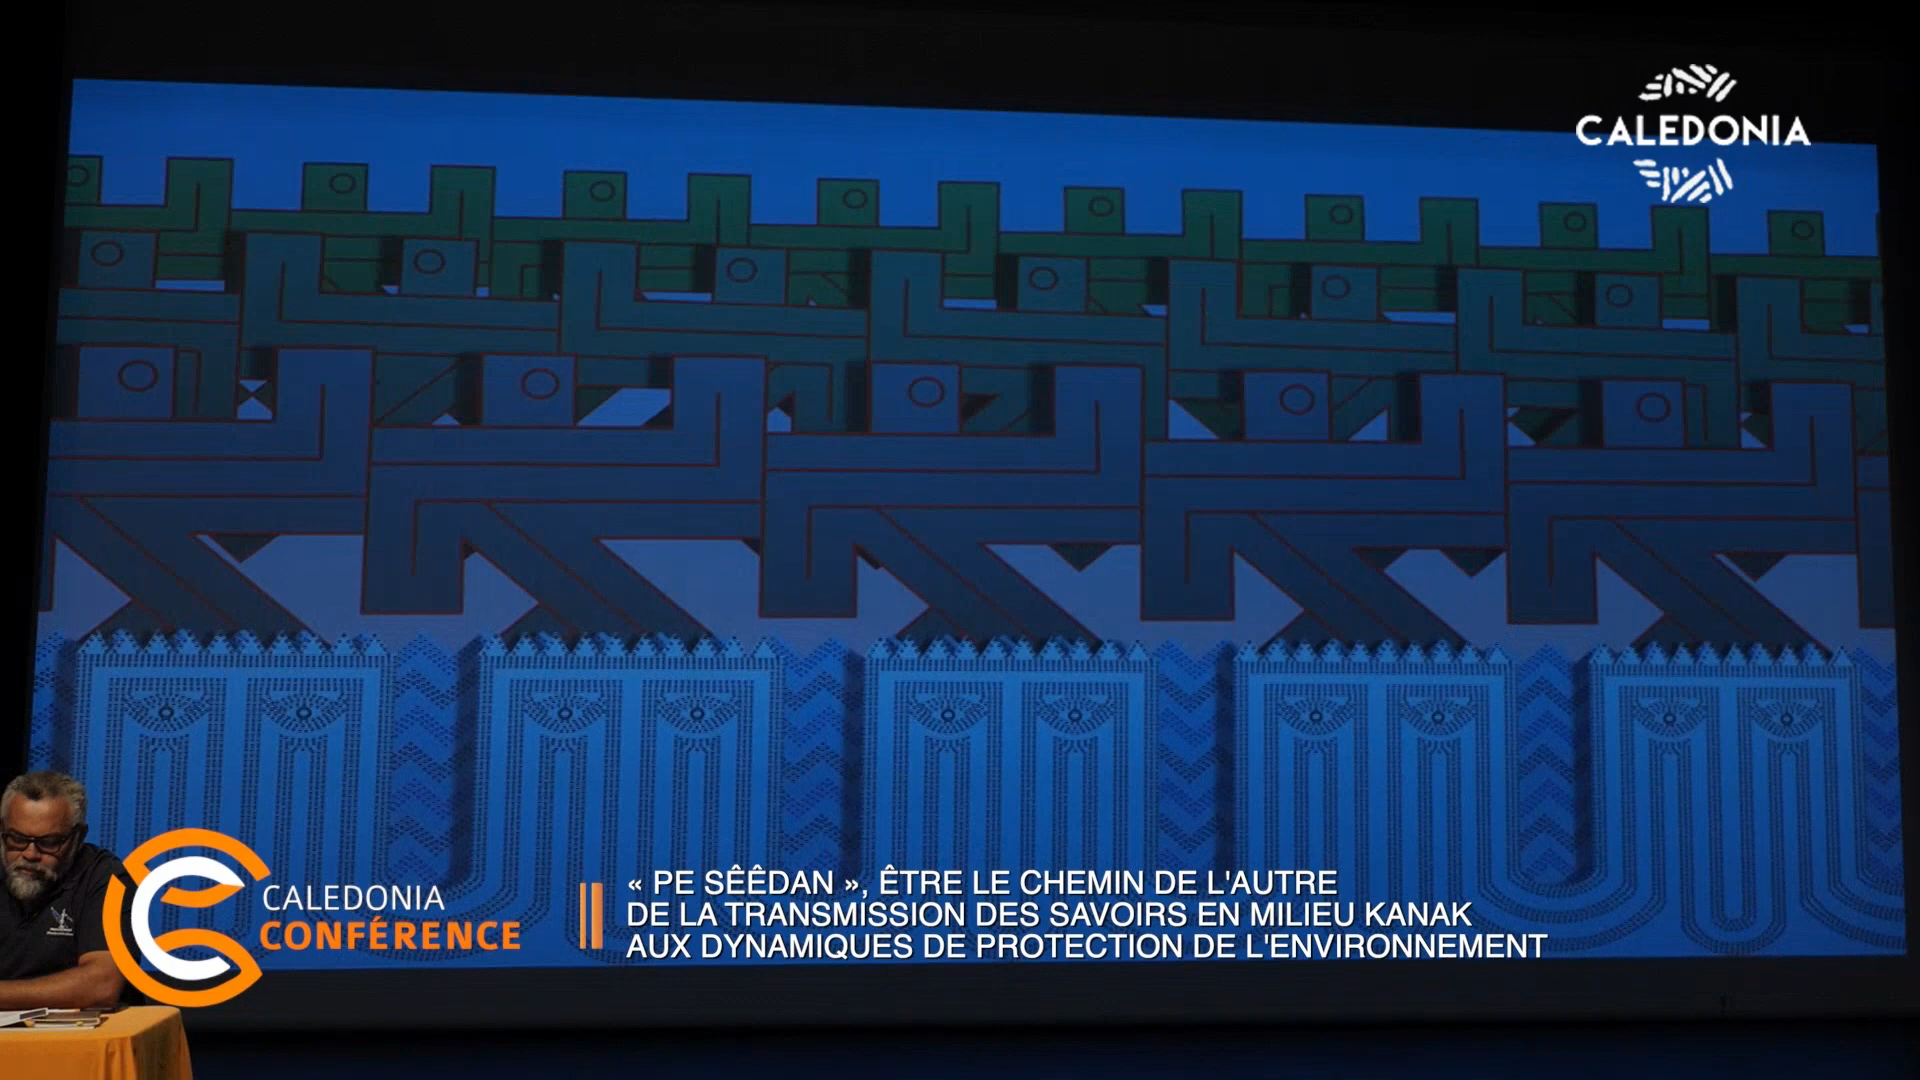 CALEDONIA
CALEDONIA
CONFÉRENCE
« PE SÊÊDAN », ÊTRE LE CHEMIN DE L'AUTRE
DE LA TRANSMISSION DES SAVOIRS EN MILIEU KANAK
AUX DYNAMIQUES DE PROTECTION DE L'ENVIRONNEMENT